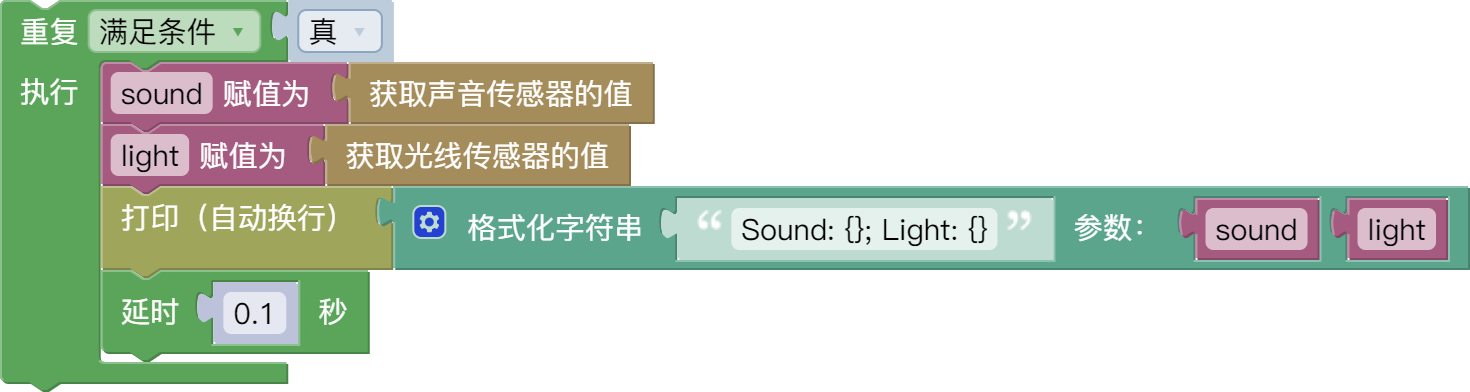 重复 满足条件 真
执行 sound 赋值为 获取声音传感器的值
light 赋值为 获取光线传感器的值
打印（自动换行） 格式化字符串 “ Sound: {}; Light: {} ” 参数： sound light
延时 0.1 秒